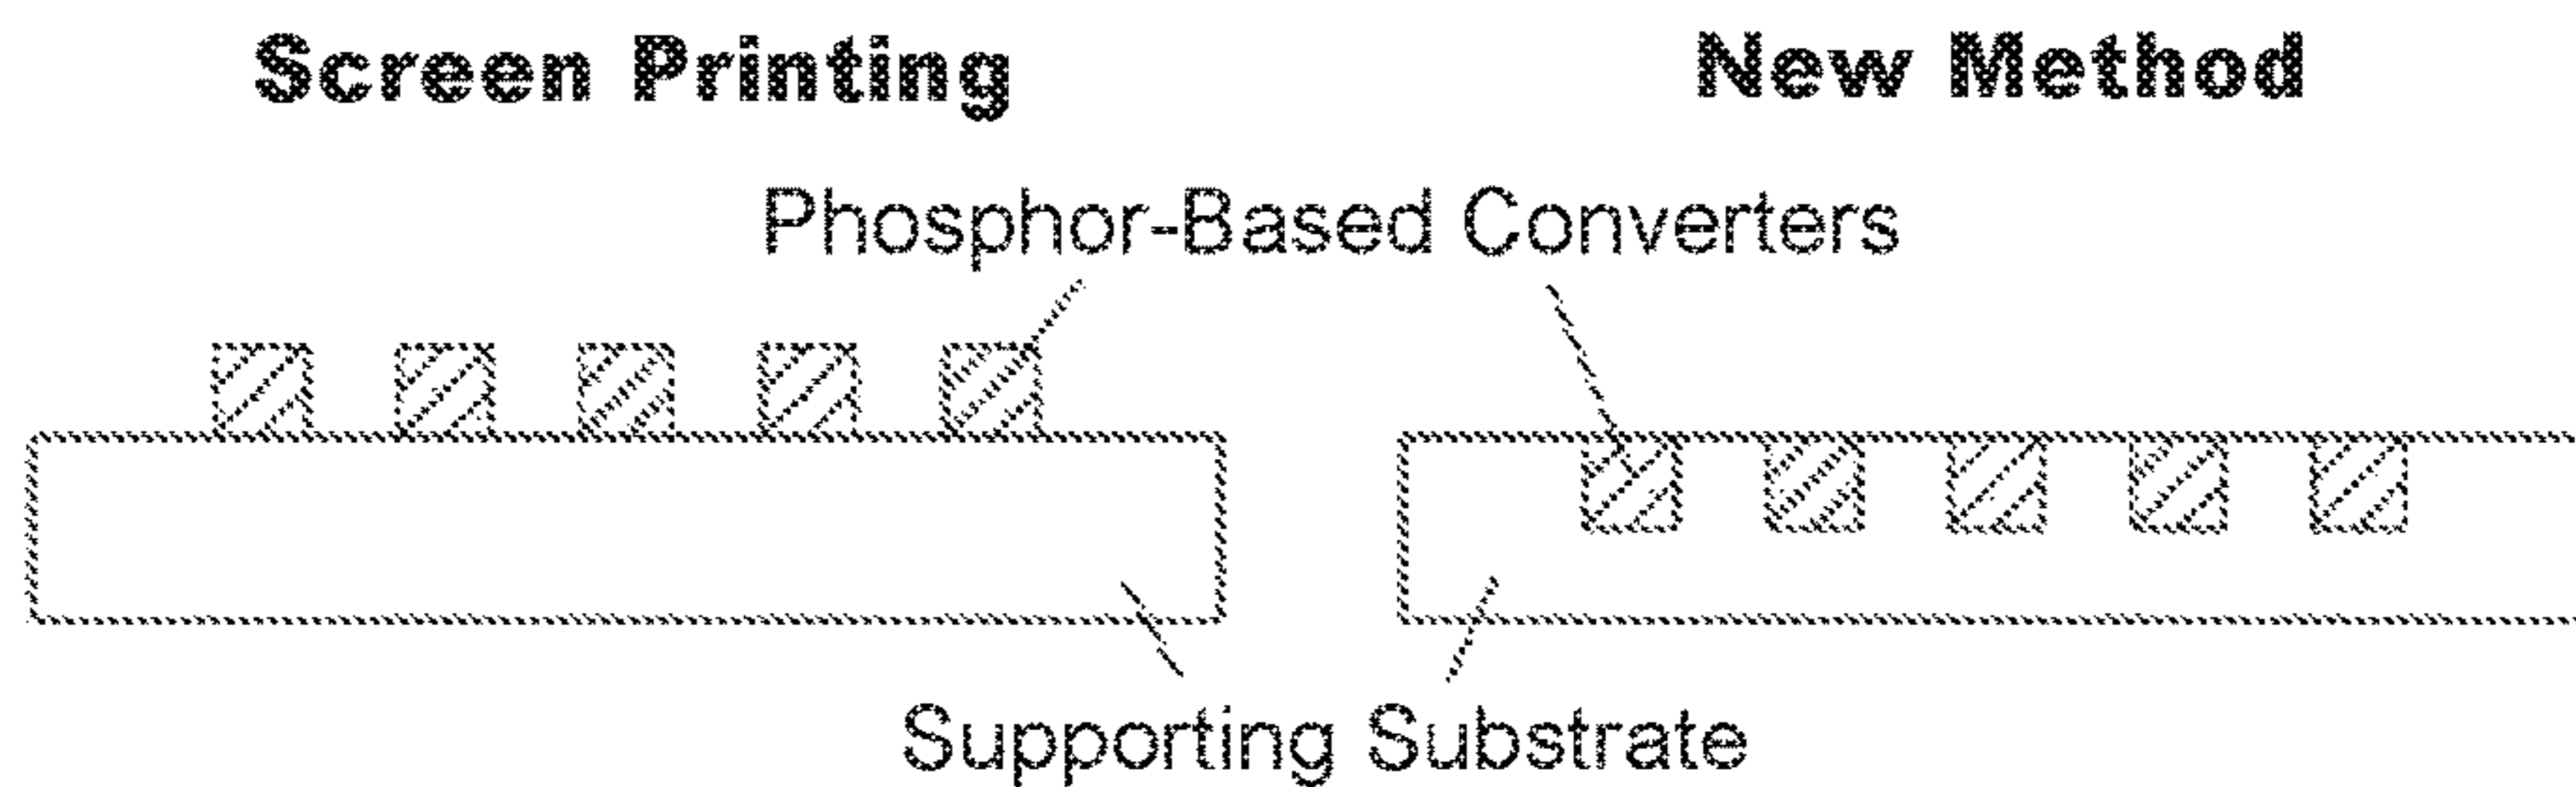 Screen Printing
New Method
Phosphor-Based Converters
Supporting Substrate